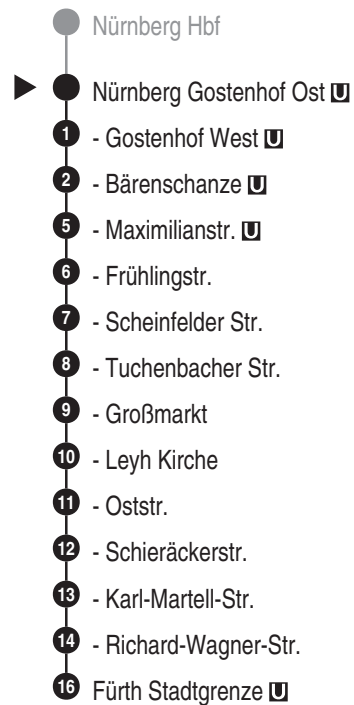 Nürnberg Hbf
Nürnberg Gostenhof Ost U
1 - Gostenhof West U
2 - Bärenschanze U
5 - Maximilianstr. U
6 - Frühlingstr.
7 - Scheinfelder Str.
8 - Tuchenbacher Str.
9 - Großmarkt
10 - Leyh Kirche
11 - Oststr.
12 - Schieräckerstr.
13 - Karl-Martell-Str.
14 - Richard-Wagner-Str.
16 Fürth Stadtgrenze U